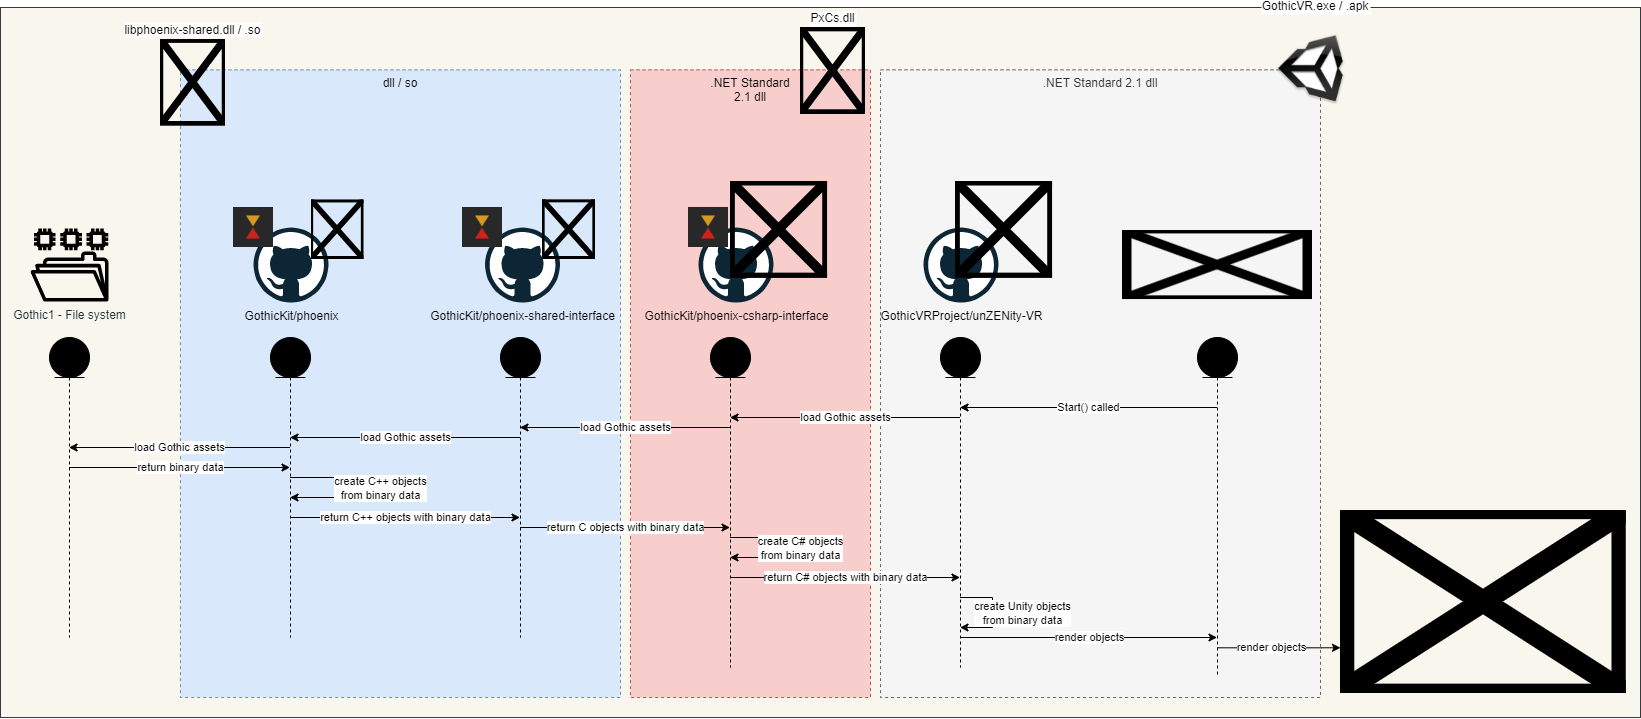 GothicVR.exe / .apk
PxCs.dll
libphoenix-shared.dll / .so
dll / so
.NET Standard
2.1 dll
.NET Standard 2.1 dll
Gothic1 - File system
GothicKit/phoenix
GothicKit/phoenix-shared-interface
GothicKit/phoenix-csharp-interface
GothicVRProject/unZENity-VR
Start() called
load Gothic assets
load Gothic assets
load Gothic assets
load Gothic assets
return binary data
create C++ objects
from binary data
return C++ objects with binary data
return C objects with binary data
create C# objects
from binary data
return C# objects with binary data
create Unity objects
from binary data
render objects
render objects